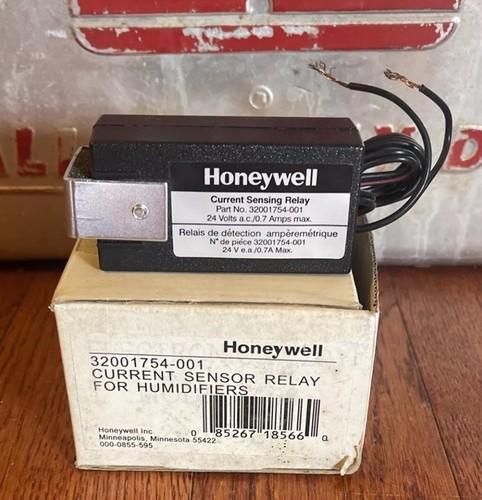 Honeywell
Current Sensing Relay
Part No. 32001754-001
24 Volts a.c./0.7 Amps max.
Relais de détection ampèremétrique
N° de pièce 32001754-001
24 V e.a./0.7A Max.
Honeywell
32001754-001
CURRENT SENSOR RELAY
FOR HUMIDIFIERS
Honeywell Inc.
Minneapolis, Minnesota 55422
000-0855-595
0 85267 18566 0